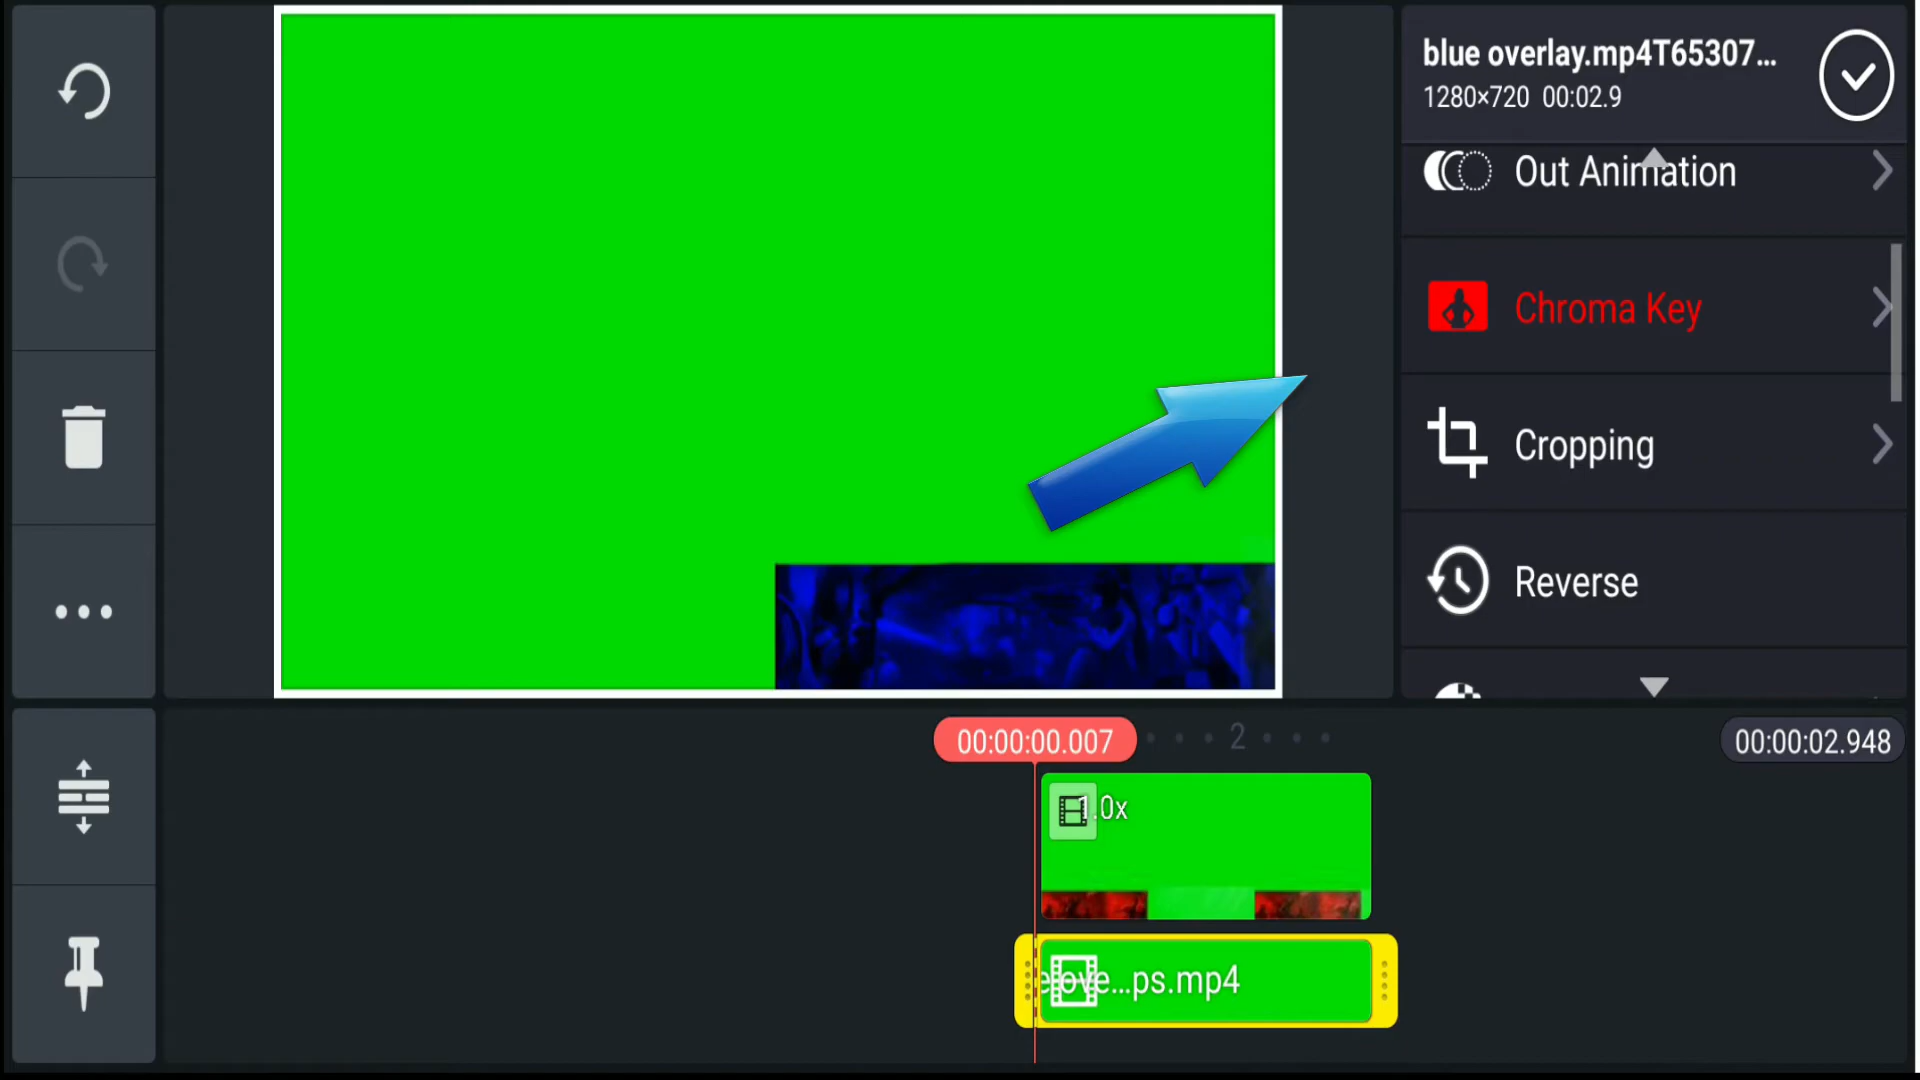 blue overlay.mp4T65307...
1280×720 00:02.9
Out Animation
Chroma Key
Cropping
Reverse
00:00:00.007
2
00:00:02.948
1.0x
eove...ps.mp4